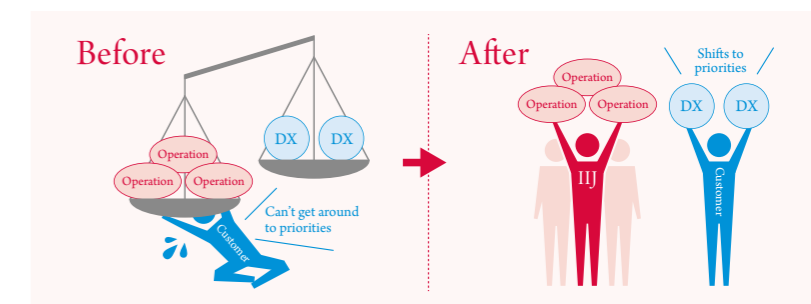 Before
Operation
Operation
Operation
DX
DX
Can't get around
to priorities
Customer
After
Operation
Operation
Operation
IIJ
Shifts to
priorities
DX
DX
Customer